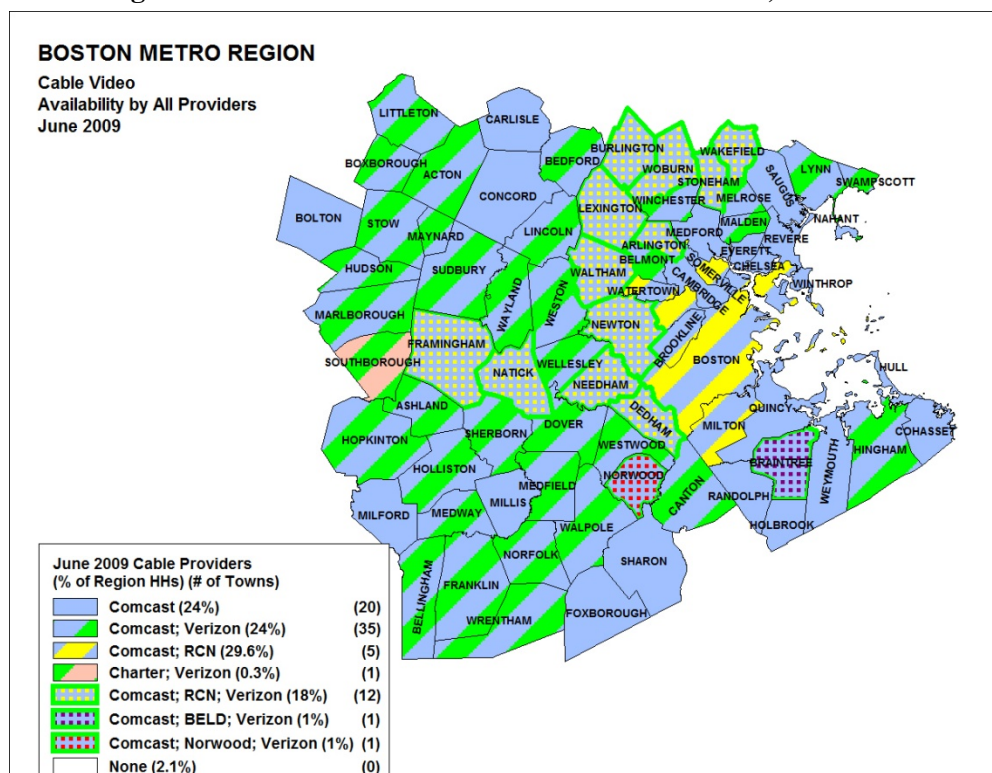 BOSTON METRO REGION
Cable Video
Availability by All Providers
June 2009
LITTLETON
CARLISLE
BOXBOROUGH
ACTON
BEDFORD
BURLINGTON
WOBURN
WAKEFIELD
STONEHAM
SAUGUS
LYNN
SWAMPSCOTT
CONCORD
BOLTON
STOW
MAYNARD
LINCOLN
LEXINGTON
WINCHESTER
MELROSE
MALDEN
NAHANT
MEDFORD
ARLINGTON
EVERETT
REVERE
BELMONT
SOMERVILLE
CHELSEA
WINTHROP
HUDSON
SUDBURY
WALTHAM
WATERTOWN
CAMBRIDGE
MARLBOROUGH
WAYLAND
WESTON
NEWTON
BROOKLINE
BOSTON
SOUTHBOROUGH
FRAMINGHAM
NATICK
WELLESLEY
NEEDHAM
HULL
ASHLAND
DEDHAM
QUINCY
MILTON
HOPKINTON
SHERBORN
DOVER
WESTWOOD
COHASSET
HINGHAM
HOLLISTON
MEDFIELD
NORWOOD
CANTON
BRAINTREE
WEYMOUTH
RANDOLPH
MILFORD
MEDWAY
MILLIS
WALPOLE
HOLBROOK
NORFOLK
SHARON
BELLINGHAM
FRANKLIN
WRENTHAM
FOXBOROUGH
June 2009 Cable Providers
(% of Region HHs) (# of Towns)
Comcast (24%) (20)
Comcast; Verizon (24%) (35)
Comcast; RCN (29.6%) (5)
Charter; Verizon (0.3%) (1)
Comcast; RCN; Verizon (18%) (12)
Comcast; BELD; Verizon (1%) (1)
Comcast; Norwood; Verizon (1%) (1)
None (2.1%) (0)